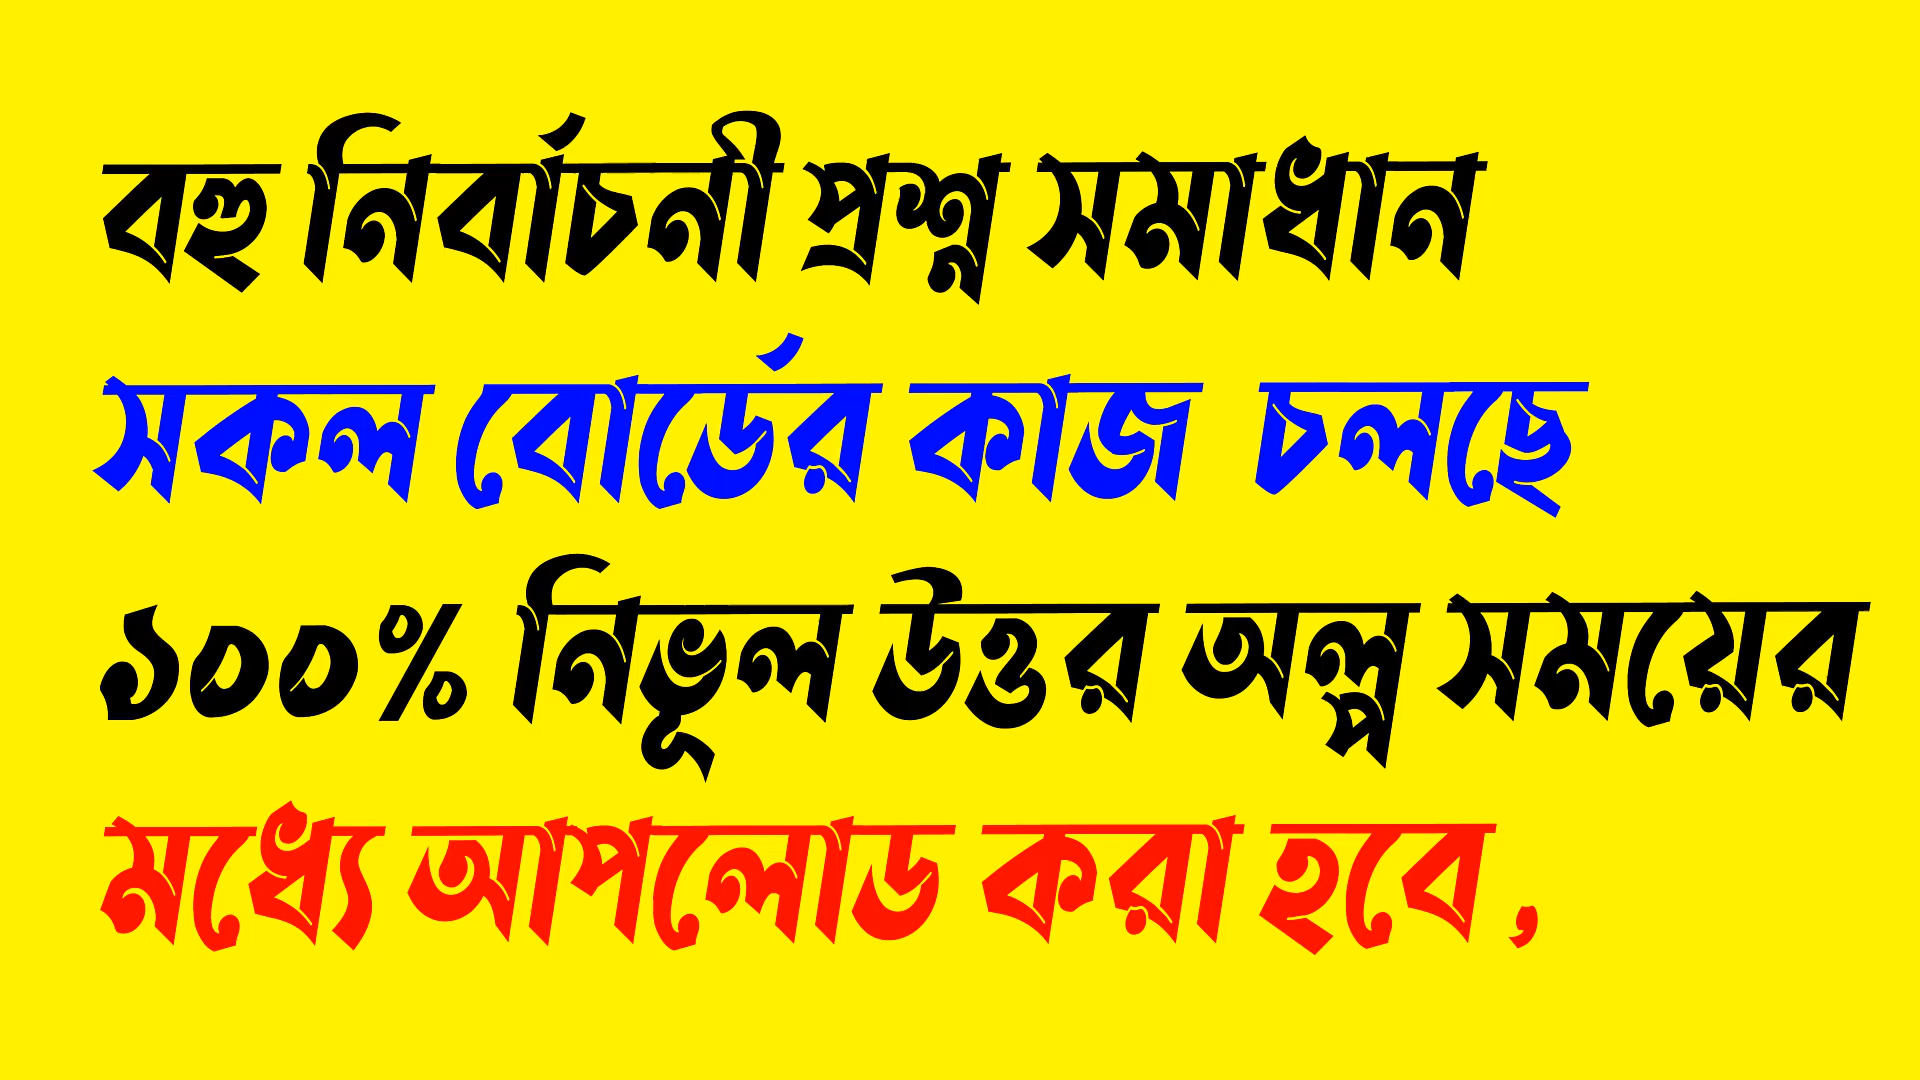 বহু নির্বাচনী প্রশ্ন সমাধান
সকল বোর্ডের কাজ চলছে
১০০% নির্ভূল উত্তর অল্প সময়ের
মধ্যে আপলোড করা হবে ,